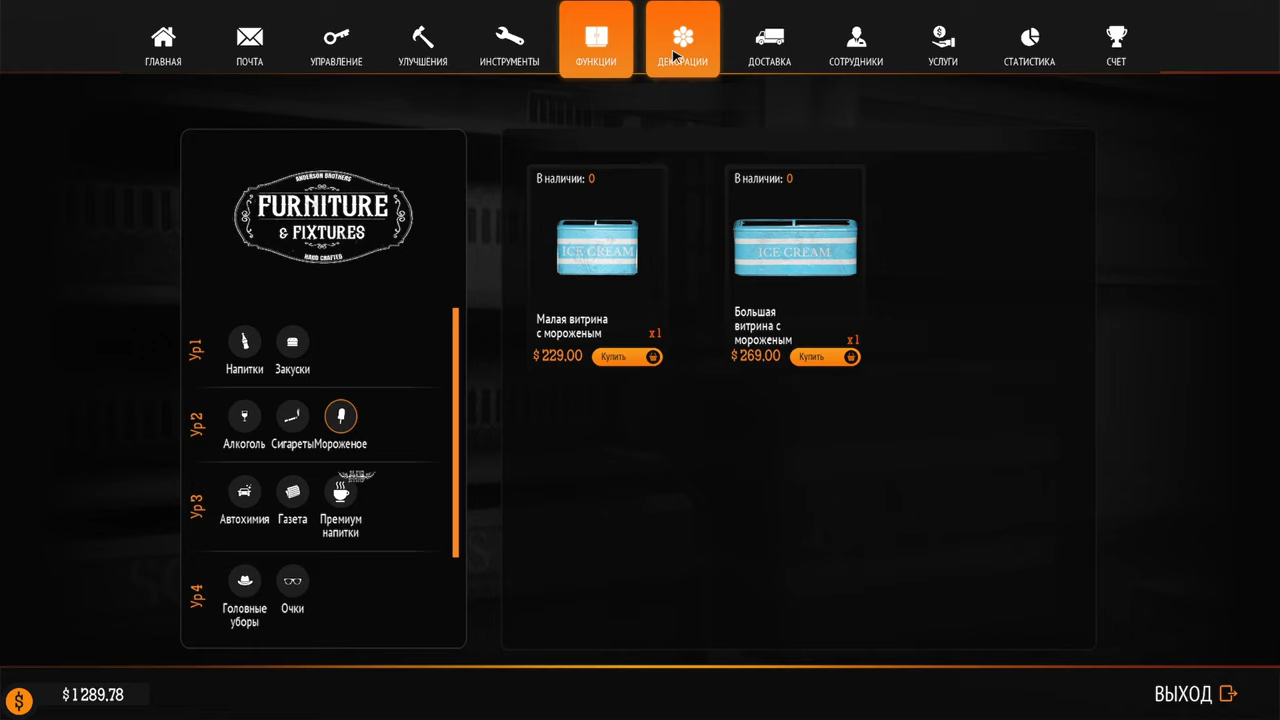 ГЛАВНАЯ
ПОЧТА
УПРАВЛЕНИЕ
УЛУЧШЕНИЯ
ИНСТРУМЕНТЫ
ФУНКЦИИ
ДЕКОРАЦИИ
ДОСТАВКА
СОТРУДНИКИ
УСЛУГИ
СТАТИСТИКА
СЧЕТ
ANDERSON BROTHERS
FURNITURE
& FIXTURES
HAND CRAFTED
Ур1
Напитки
Закуски
Ур2
Алкоголь
Сигареты
Мороженое
Ур3
Автохимия
Газета
Премиум
напитки
Ур4
Головные
уборы
Очки
В наличии: 0
ICE CREAM
Малая витрина
с мороженым
x1
$ 229.00
Купить
В наличии: 0
ICE CREAM
Большая
витрина с
мороженым
x1
$ 269.00
Купить
$
$ 1289.78
ВЫХОД